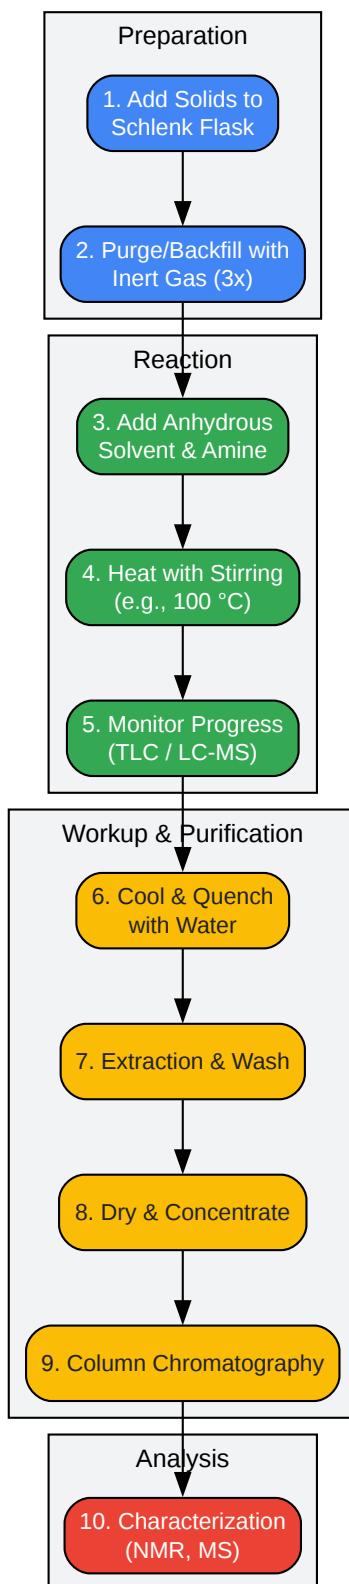 Preparation
1. Add Solids to
Schlenk Flask
2. Purge/Backfill with
Inert Gas (3x)
Reaction
3. Add Anhydrous
Solvent & Amine
4. Heat with Stirring
(e.g., 100 °C)
5. Monitor Progress
(TLC / LC-MS)
Workup & Purification
6. Cool & Quench
with Water
7. Extraction & Wash
8. Dry & Concentrate
9. Column Chromatography
Analysis
10. Characterization
(NMR, MS)